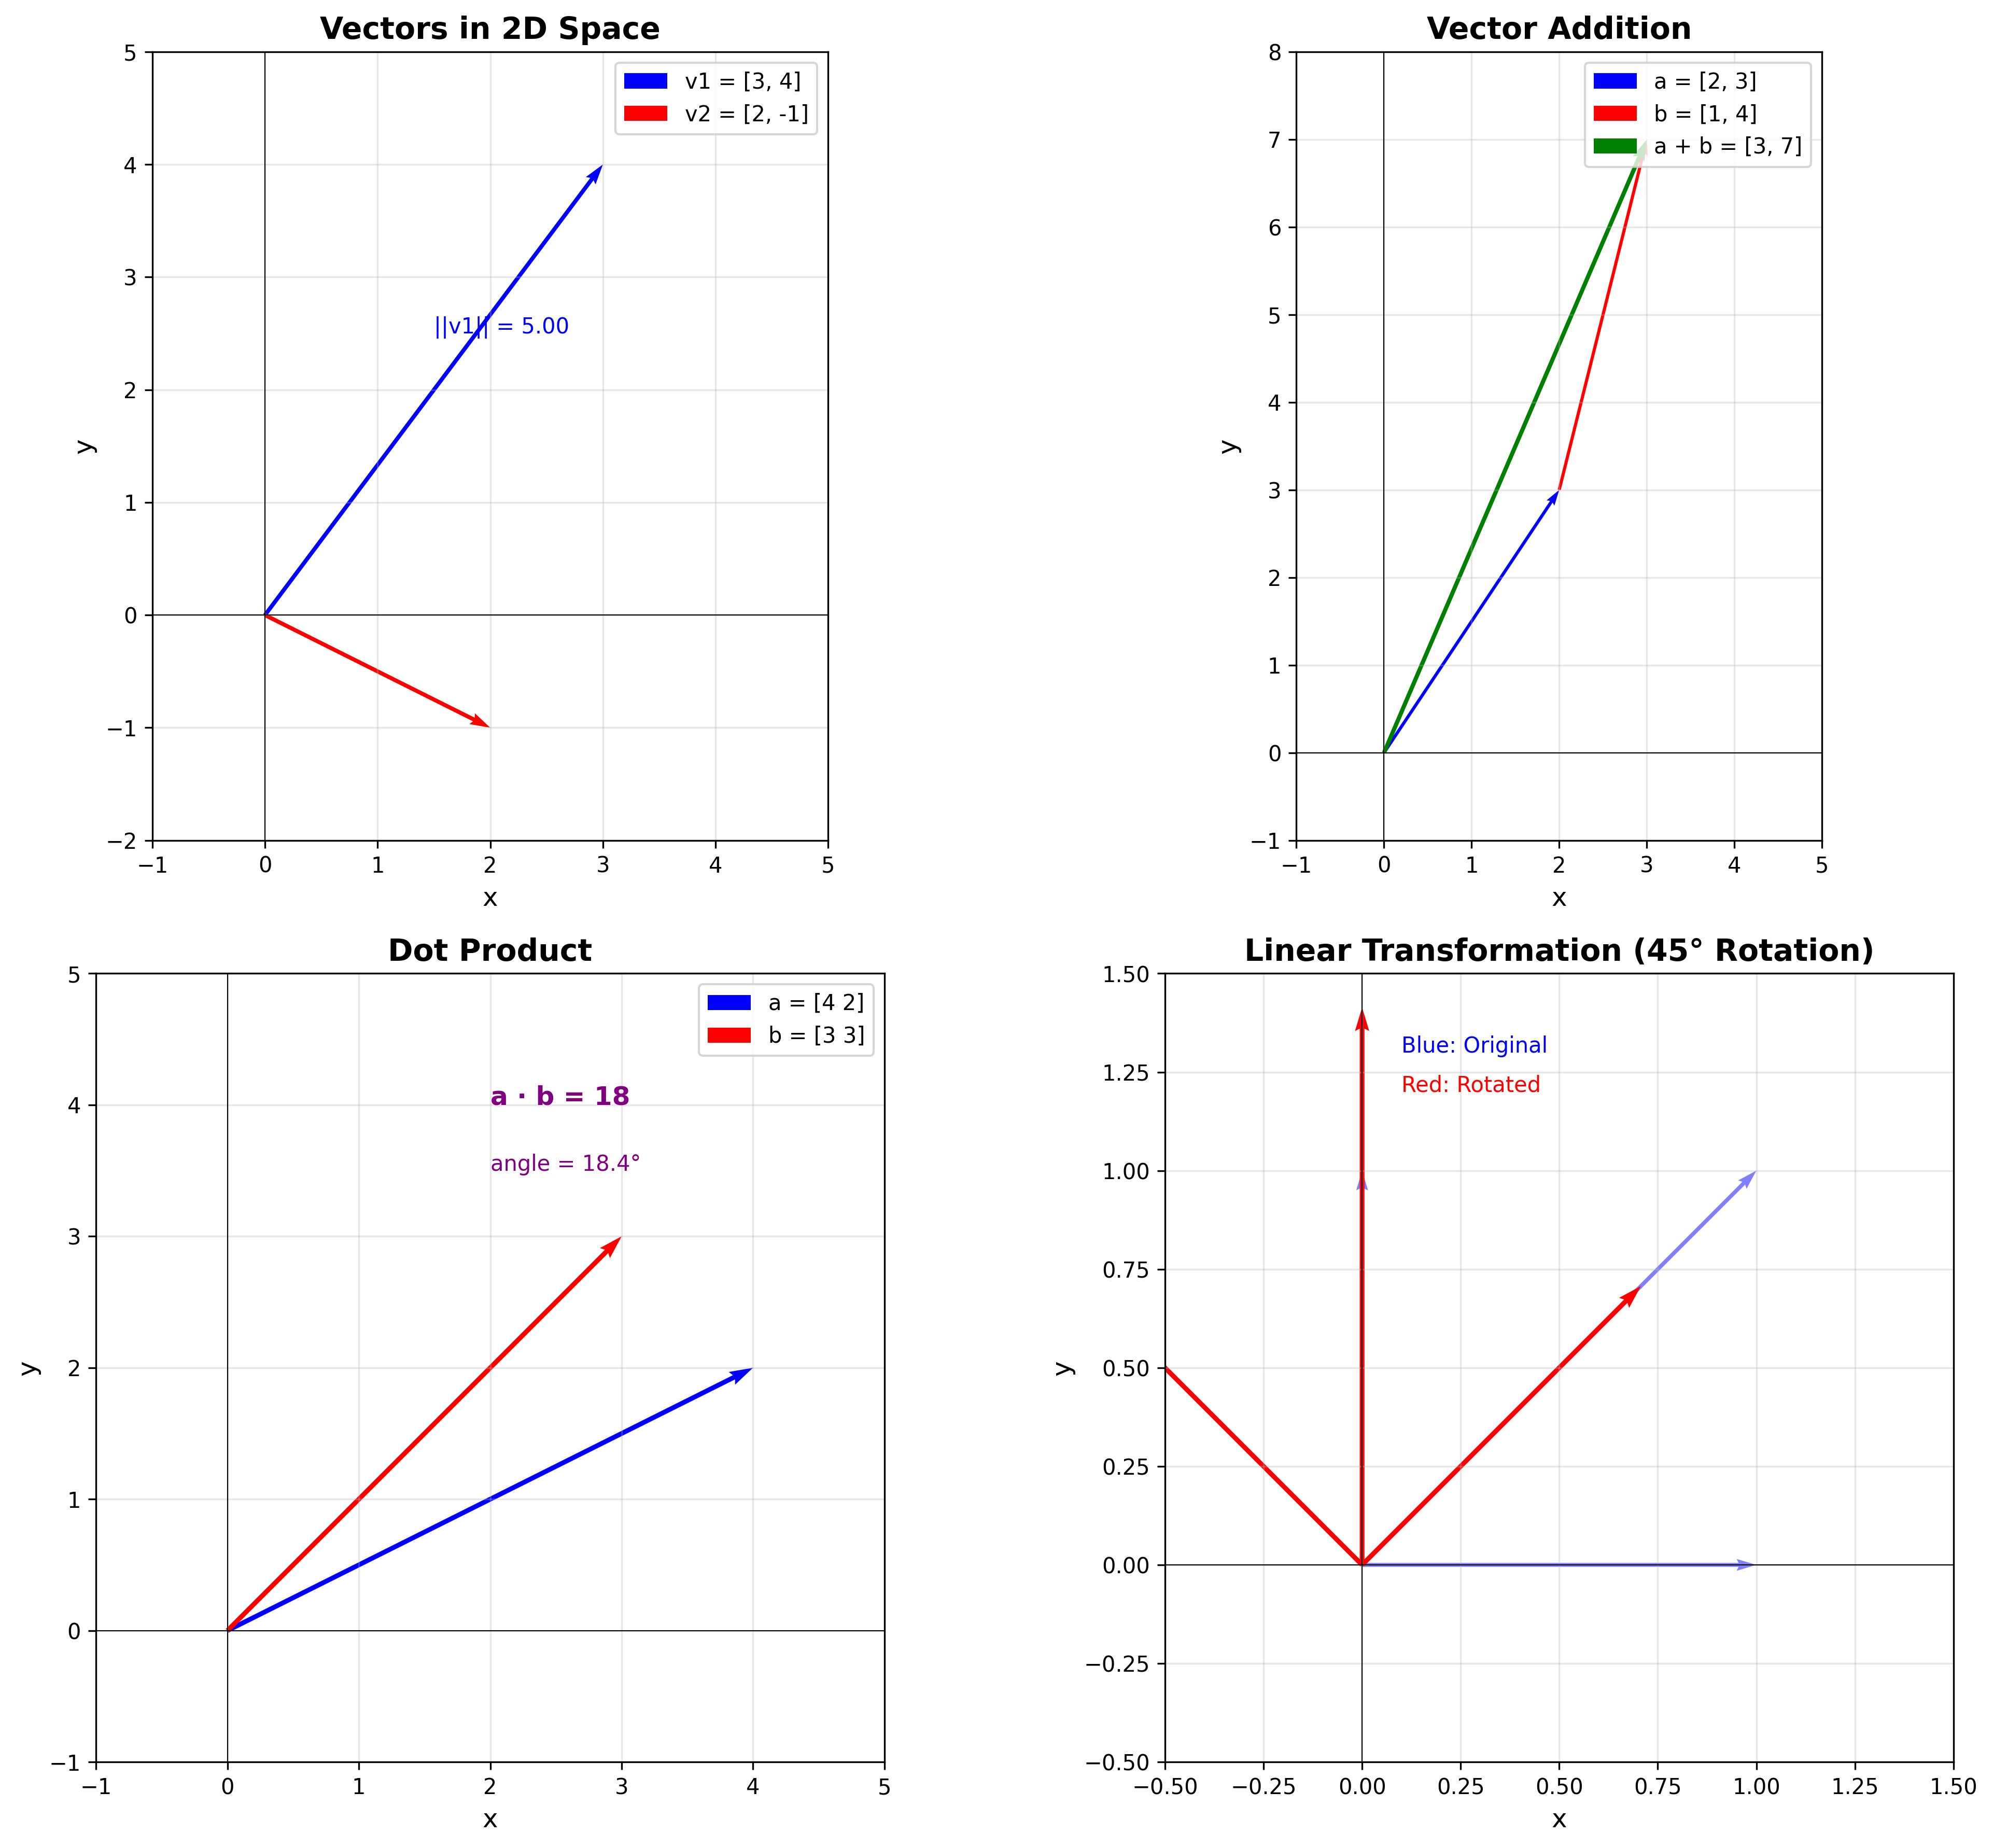 Vectors in 2D Space
5
4
3
2
1
0
−1
−2
y
v1 = [3, 4]
v2 = [2, -1]
||v1|| = 5.00
−1 0 1 2 3 4 5
x
Vector Addition
8
7
6
5
4
3
2
1
0
−1
y
a = [2, 3]
b = [1, 4]
a + b = [3, 7]
−1 0 1 2 3 4 5
x
Dot Product
5
4
3
2
1
0
−1
y
a = [4 2]
b = [3 3]
a · b = 18
angle = 18.4°
−1 0 1 2 3 4 5
x
Linear Transformation (45° Rotation)
1.50
1.25
1.00
0.75
0.50
0.25
0.00
−0.25
−0.50
y
Blue: Original
Red: Rotated
−0.50 −0.25 0.00 0.25 0.50 0.75 1.00 1.25 1.50
x